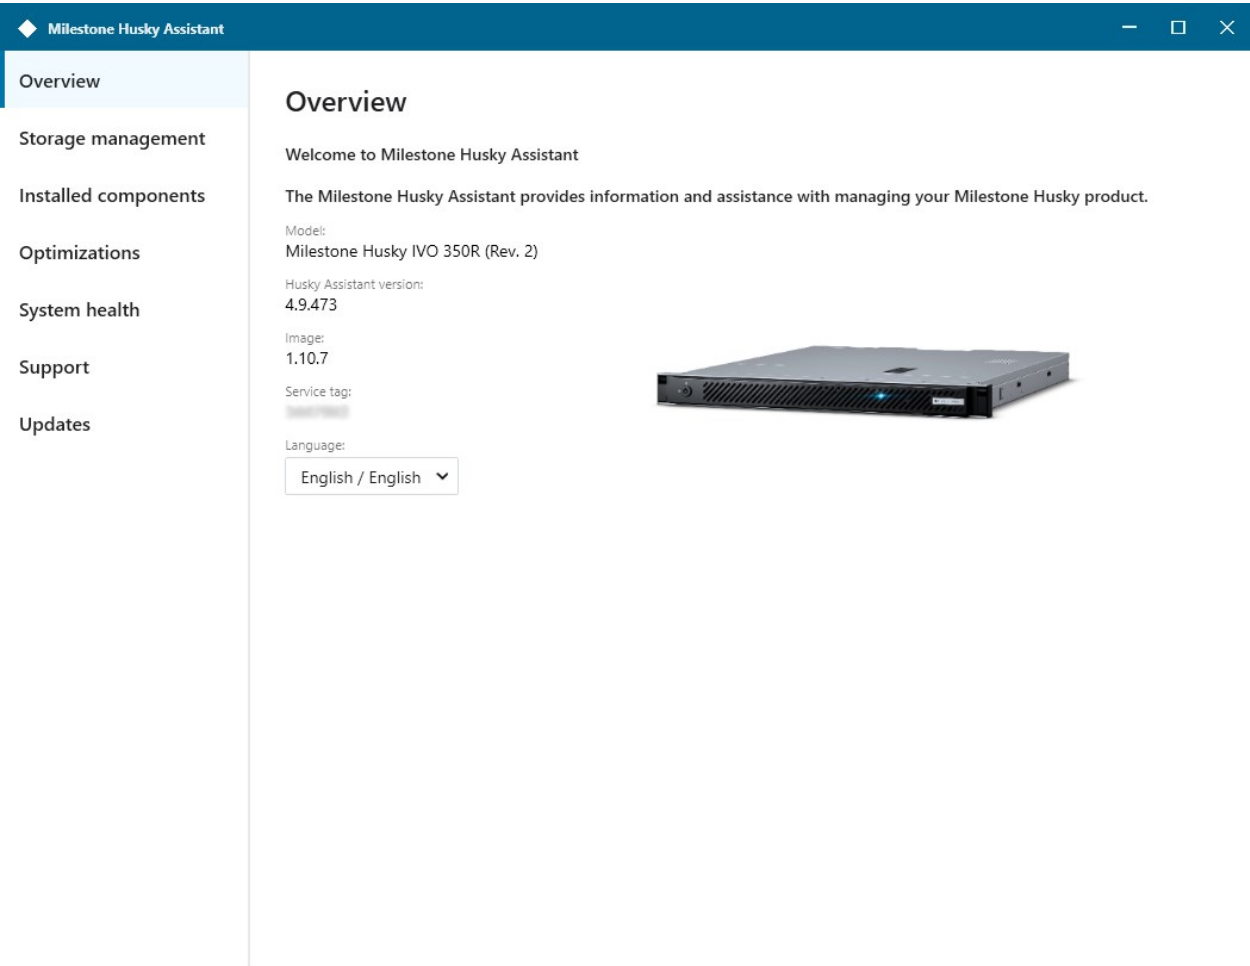 Milestone Husky Assistant
Overview
Storage management
Installed components
Optimizations
System health
Support
Updates
Overview
Welcome to Milestone Husky Assistant
The Milestone Husky Assistant provides information and assistance with managing your Milestone Husky product.
Model:
Milestone Husky IVO 350R (Rev. 2)
Husky Assistant version:
4.9.473
Image:
1.10.7
Service tag:
Language:
English / English